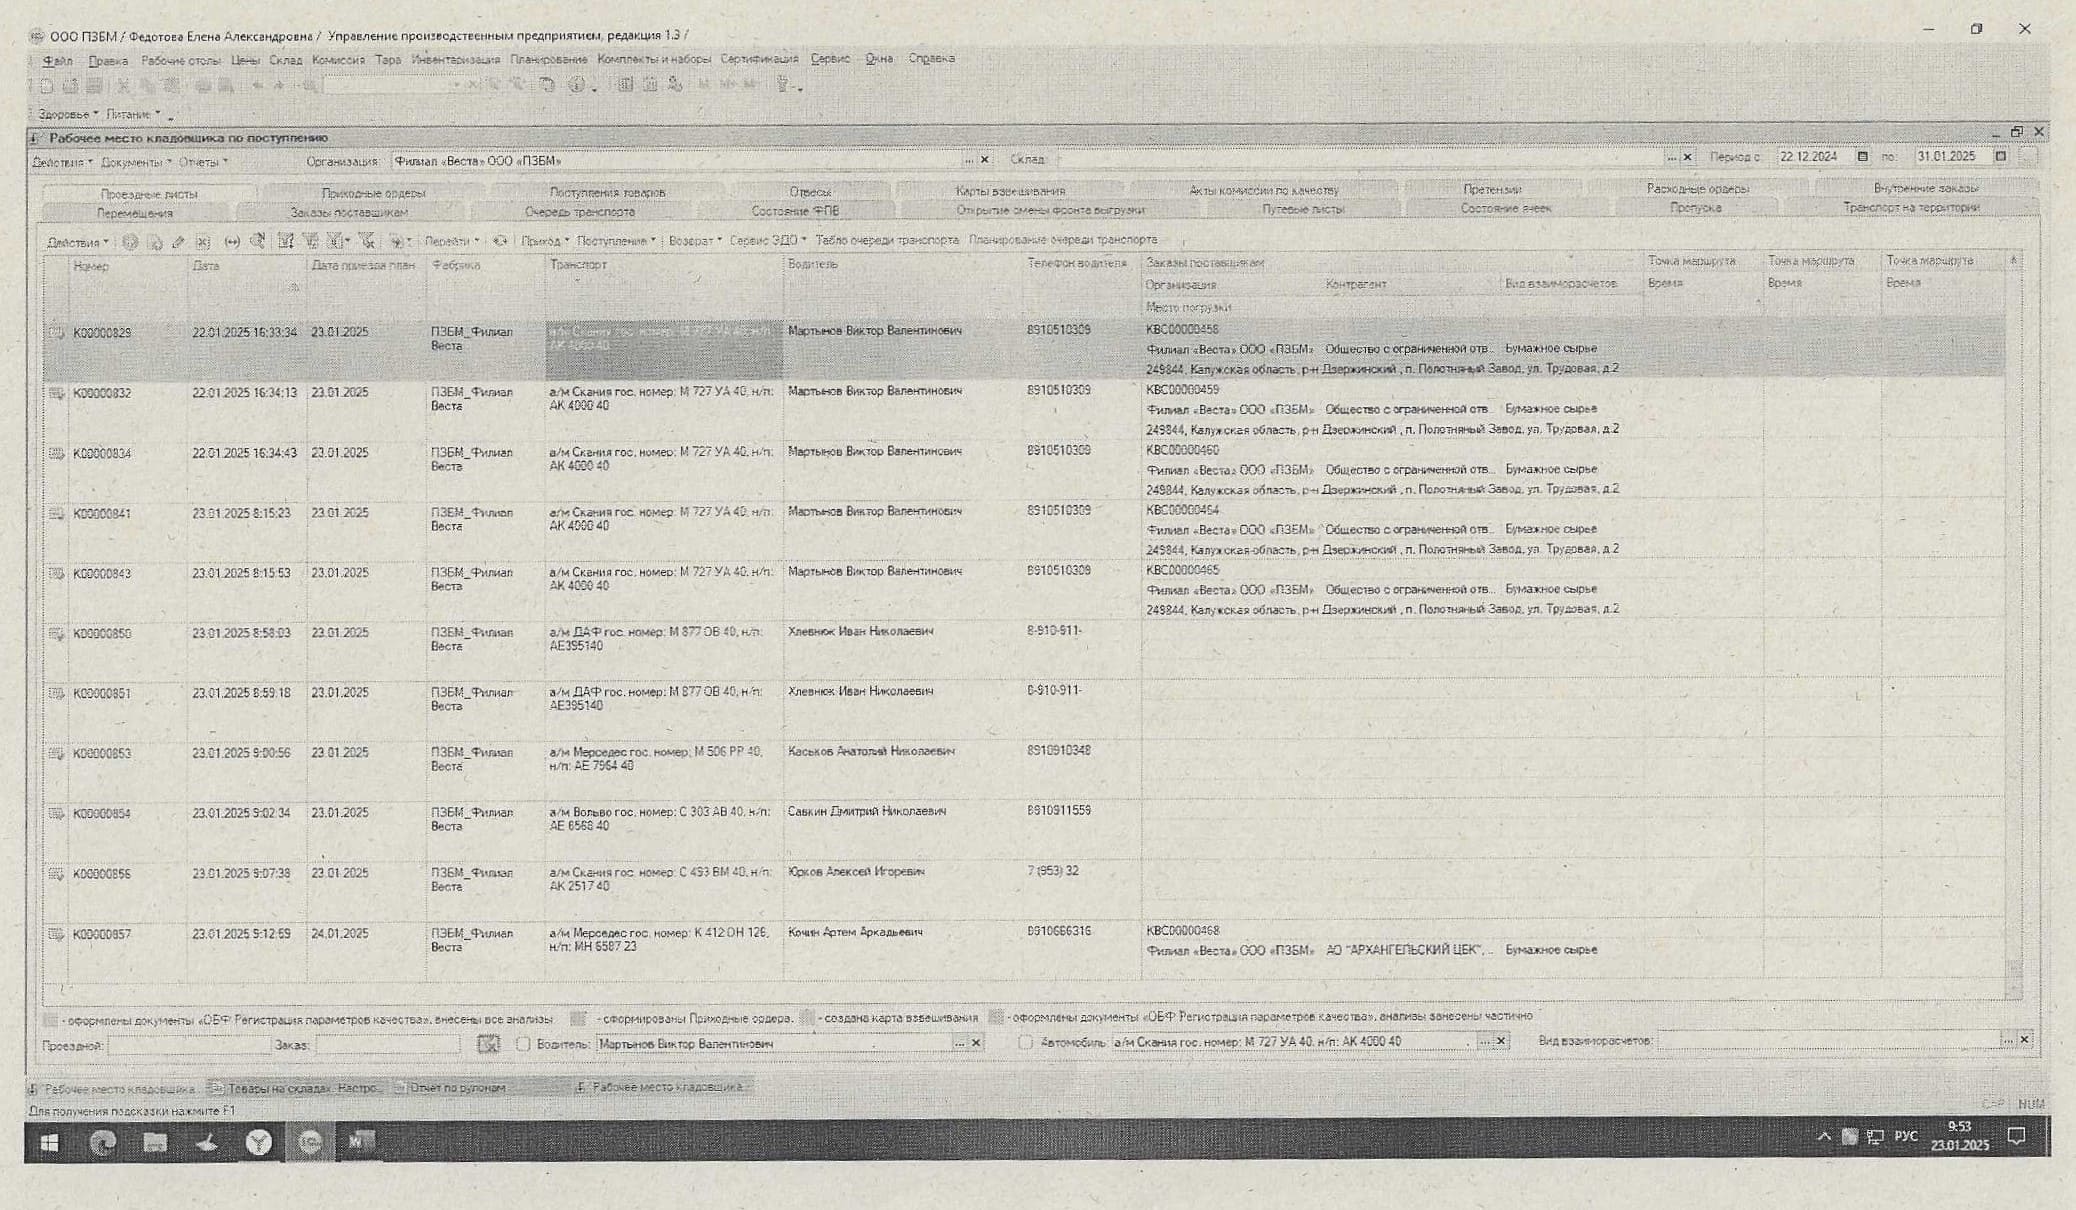 ООО ПЗБМ / Федотова Елена Александровна / Управление производственным предприятием, редакция 1.3 /
Файл Правка Рабочие столы Цены Склад Комиссия Тара Инвентаризация Планирование Комплекты и наборы Сертификация Сервис Окна Справка
Здоровье Питание
Рабочее место кладовщика по поступлению
Действия Документы Отчеты Организация: Филиал «Веста» ООО «ПЗБМ» ... × Склад: ... × Период с: 22.12.2024 по: 31.01.2025
Проездные листы Приходные ордеры Поступления товаров Отвесы Карты взвешивания Акты комиссии по качеству Претензии Расходные ордеры Внутренние заказы
Перемещения Заказы поставщикам Очередь транспорта Состояние ФПВ Открытие смены фронта выгрузки Путевые листы Состояние ячеек Пропуска Транспорт на территории
Действия Перейти Приход Поступление Возврат Сервис ЭДО Табло очереди транспорта Планирование очереди транспорта
Номер Дата Дата приезда план Фабрика Транспорт Водитель Телефон водителя Заказы поставщикам Точка маршрута Точка маршрута Точка маршрута
Организация Контрагент Вид взаиморасчетов Время Время Время
Место погрузки
К00000829 22.01.2025 16:33:34 23.01.2025 ПЗБМ_Филиал а/м Скания гос. номер: М 727 УА 40, н/п: Мартынов Виктор Валентинович 8910510309 КВС00000458
Веста АК 4000 40 Филиал «Веста» ООО «ПЗБМ» Общество с ограниченной отв... Бумажное сырье
249844, Калужская область, р-н Дзержинский , п. Полотняный Завод, ул. Трудовая, д.2
К00000832 22.01.2025 16:34:13 23.01.2025 ПЗБМ_Филиал а/м Скания гос. номер: М 727 УА 40, н/п: Мартынов Виктор Валентинович 8910510309 КВС00000459
Веста АК 4000 40 Филиал «Веста» ООО «ПЗБМ» Общество с ограниченной отв... Бумажное сырье
249844, Калужская область, р-н Дзержинский , п. Полотняный Завод, ул. Трудовая, д.2
К00000834 22.01.2025 16:34:43 23.01.2025 ПЗБМ_Филиал а/м Скания гос. номер: М 727 УА 40, н/п: Мартынов Виктор Валентинович 8910510309 КВС00000460
Веста АК 4000 40 Филиал «Веста» ООО «ПЗБМ» Общество с ограниченной отв... Бумажное сырье
249844, Калужская область, р-н Дзержинский , п. Полотняный Завод, ул. Трудовая, д.2
К00000841 23.01.2025 8:15:23 23.01.2025 ПЗБМ_Филиал а/м Скания гос. номер: М 727 УА 40, н/п: Мартынов Виктор Валентинович 8910510309 КВС00000464
Веста АК 4000 40 Филиал «Веста» ООО «ПЗБМ» Общество с ограниченной отв... Бумажное сырье
249844, Калужская область, р-н Дзержинский , п. Полотняный Завод, ул. Трудовая, д.2
К00000843 23.01.2025 8:15:53 23.01.2025 ПЗБМ_Филиал а/м Скания гос. номер: М 727 УА 40, н/п: Мартынов Виктор Валентинович 8910510309 КВС00000465
Веста АК 4000 40 Филиал «Веста» ООО «ПЗБМ» Общество с ограниченной отв... Бумажное сырье
249844, Калужская область, р-н Дзержинский , п. Полотняный Завод, ул. Трудовая, д.2
К00000850 23.01.2025 8:58:03 23.01.2025 ПЗБМ_Филиал а/м ДАФ гос. номер: М 877 ОВ 40, н/п: Хлевнюк Иван Николаевич 8-910-911-
Веста АЕ395140
К00000851 23.01.2025 8:59:18 23.01.2025 ПЗБМ_Филиал а/м ДАФ гос. номер: М 877 ОВ 40, н/п: Хлевнюк Иван Николаевич 8-910-911-
Веста АЕ395140
К00000853 23.01.2025 9:00:56 23.01.2025 ПЗБМ_Филиал а/м Мерседес гос. номер: М 506 РР 40, Каськов Анатолий Николаевич 8910910348
Веста н/п: АЕ 7964 40
К00000854 23.01.2025 9:02:34 23.01.2025 ПЗБМ_Филиал а/м Вольво гос. номер: С 303 АВ 40, н/п: Савкин Дмитрий Николаевич 8910911559
Веста АЕ 6568 40
К00000856 23.01.2025 9:07:38 23.01.2025 ПЗБМ_Филиал а/м Скания гос. номер: С 493 ВМ 40, н/п: Юрков Алексей Игоревич 7 (953) 32
Веста АК 2517 40
К00000857 23.01.2025 9:12:59 24.01.2025 ПЗБМ_Филиал а/м Мерседес гос. номер: К 412 ОН 126, Кочин Артем Аркадьевич 8910666316 КВС00000468
Веста н/п: МН 6587 23 Филиал «Веста» ООО «ПЗБМ» АО "АРХАНГЕЛЬСКИЙ ЦБК", ... Бумажное сырье
- оформлены документы «ОБФ Регистрация параметров качества», внесены все анализы - сформированы Приходные ордера. - создана карта взвешивания - оформлены документы «ОБФ Регистрация параметров качества», анализы занесены частично
Проездной: Заказ: Водитель: Мартынов Виктор Валентинович ... × Автомобиль: а/м Скания гос. номер: М 727 УА 40, н/п: АК 4000 40 ... × Вид взаиморасчетов: ... ×
Рабочее место кладовщика... Товары на складах. Настро... Отчет по рулонам Рабочее место кладовщика...
Для получения подсказки нажмите F1 CAP NUM
РУС 9:53
23.01.2025